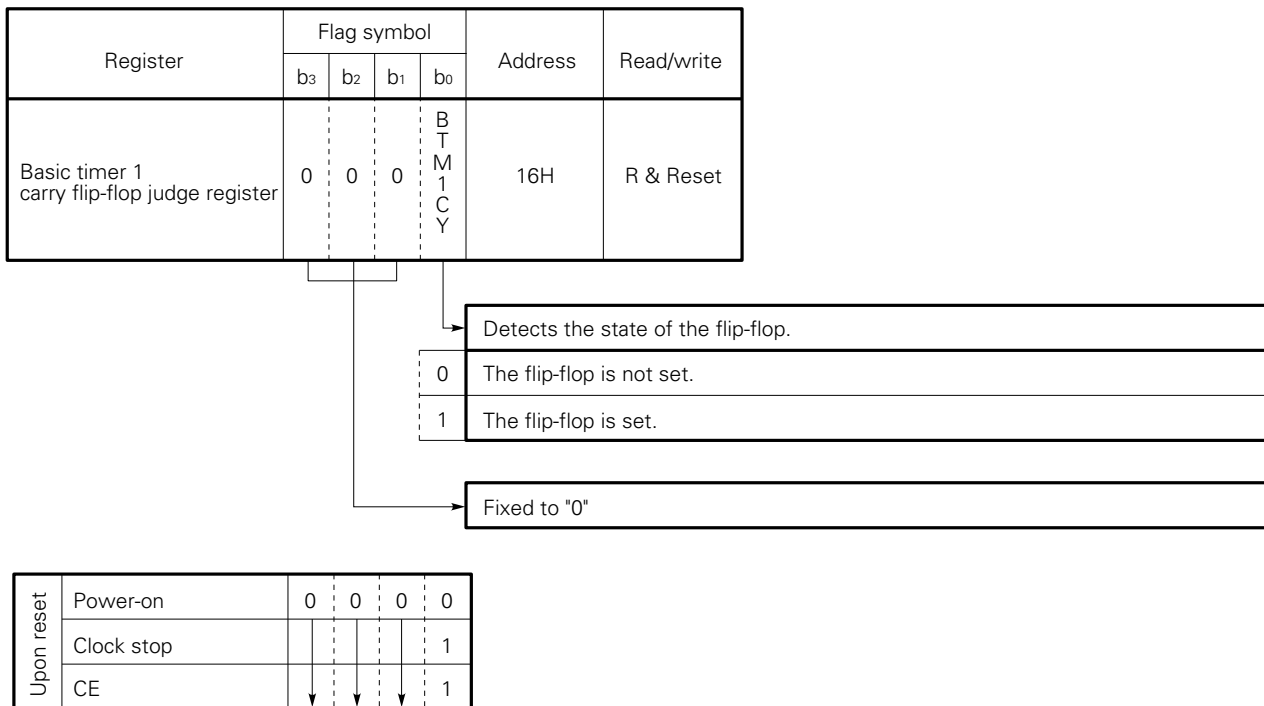 Register
Flag symbol
Address
Read/write
b3
b2
b1
b0
Basic timer 1
carry flip-flop judge register
0
0
0
B
T
M
1
C
Y
16H
R & Reset
Detects the state of the flip-flop.
0
The flip-flop is not set.
1
The flip-flop is set.
Fixed to "0"
Upon reset
Power-on
0
0
0
0
Clock stop
1
CE
1